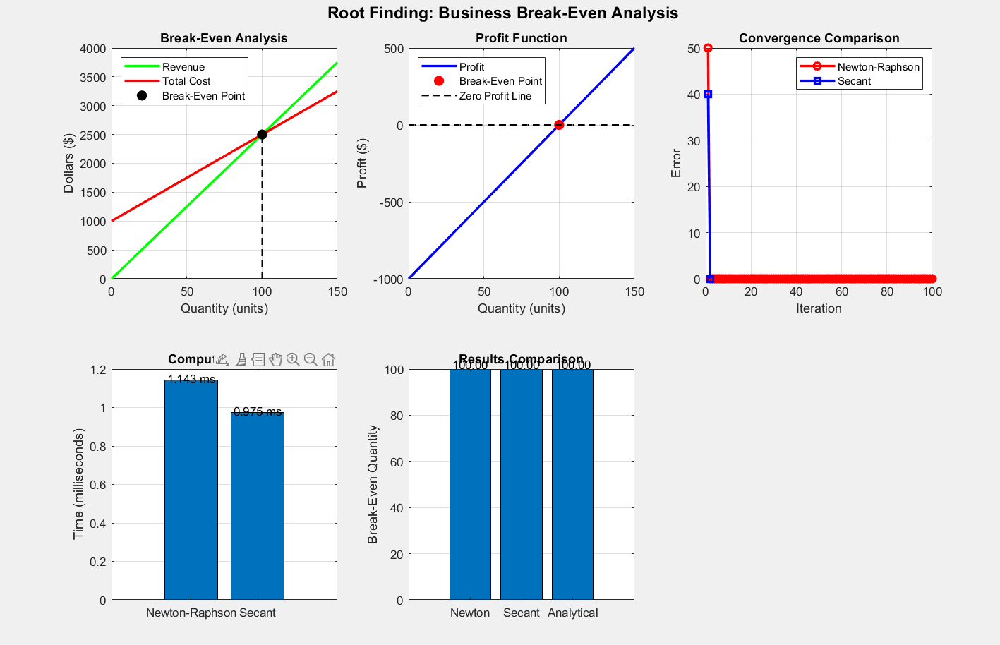 Root Finding: Business Break-Even Analysis
Break-Even Analysis
4000
3500
3000
2500
2000
1500
1000
500
0
Dollars ($)
Revenue
Total Cost
Break-Even Point
0 50 100 150
Quantity (units)
Profit Function
500
0
-500
-1000
Profit ($)
Profit
Break-Even Point
Zero Profit Line
0 50 100 150
Quantity (units)
Convergence Comparison
50
40
30
20
10
0
Error
Newton-Raphson
Secant
0 20 40 60 80 100
Iteration
Comput
1.2
1
0.8
0.6
0.4
0.2
0
Time (milliseconds)
1.143 ms
0.975 ms
Newton-Raphson Secant
Results Comparison
100.00 100.00 100.00
100
80
60
40
20
0
Break-Even Quantity
Newton Secant Analytical